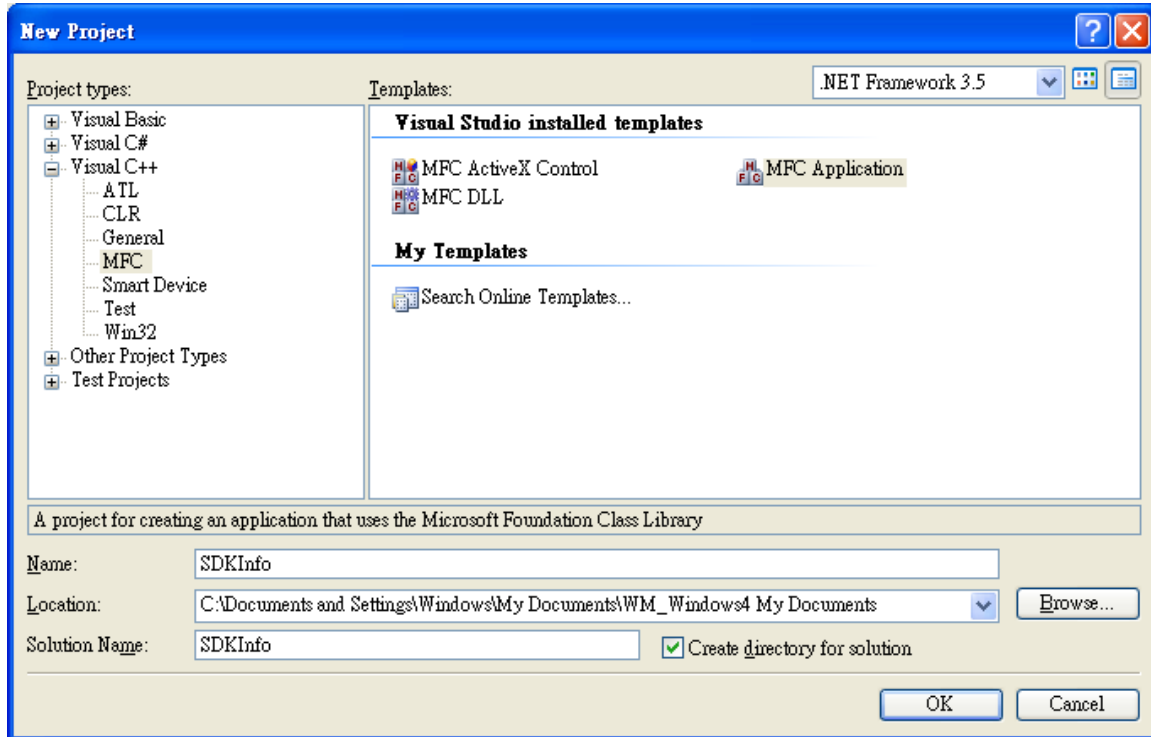 New Project
Project types:
Templates:
.NET Framework 3.5
Visual Basic
Visual C#
Visual C++
ATL
CLR
General
MFC
Smart Device
Test
Win32
Other Project Types
Test Projects
Visual Studio installed templates
MFC ActiveX Control
MFC Application
MFC DLL
My Templates
Search Online Templates...
A project for creating an application that uses the Microsoft Foundation Class Library
Name: SDKInfo
Location: C:\Documents and Settings\Windows\My Documents\WM_Windows4 My Documents Browse...
Solution Name: SDKInfo Create directory for solution
OK Cancel